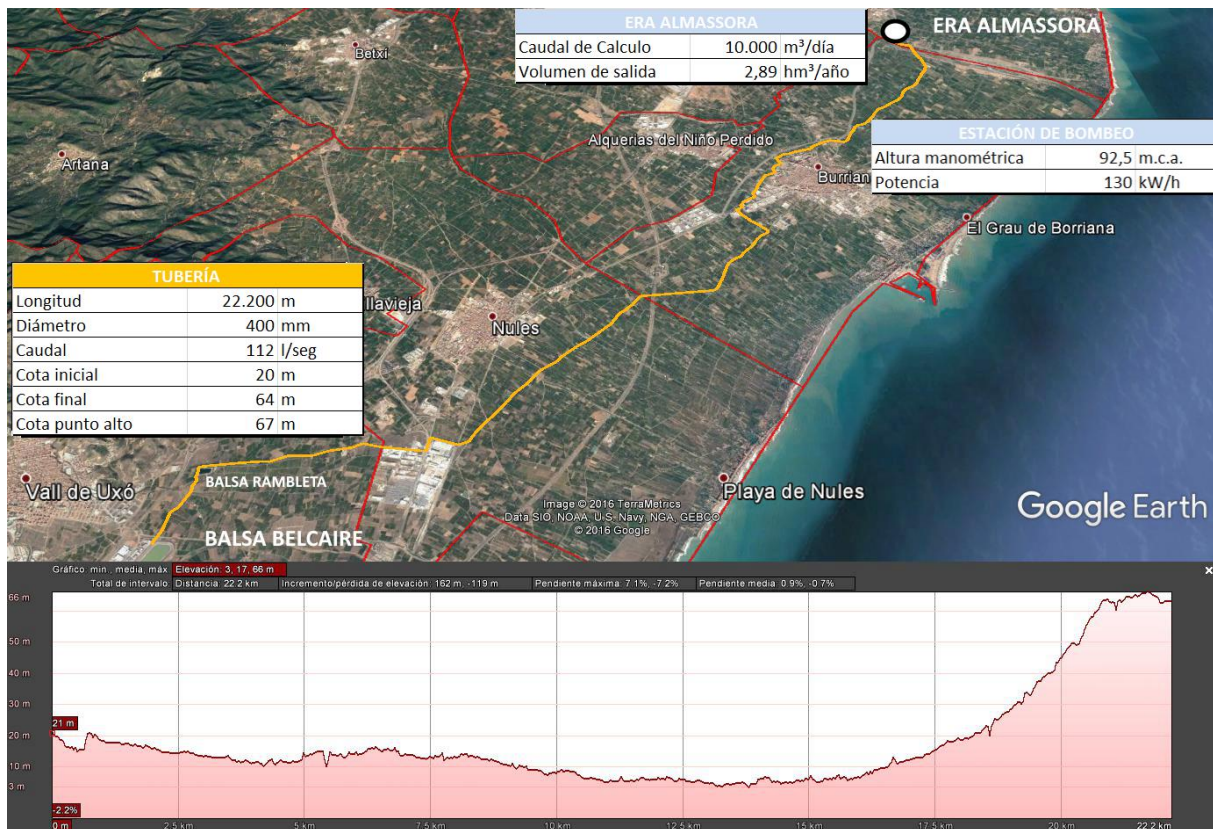 ERA ALMASSORA
Caudal de Calculo 10.000 m³/día
Volumen de salida 2,89 hm³/año
ERA ALMASSORA
Betxi
Alquerias del Niño Perdido
ESTACIÓN DE BOMBEO
Altura manométrica 92,5 m.c.a.
Potencia 130 kW/h
Artana
Burrian
El Grau de Borriana
TUBERÍA
Longitud 22.200 m
Diámetro 400 mm
Caudal 112 l/seg
Cota inicial 20 m
Cota final 64 m
Cota punto alto 67 m
llavieja
Nules
Vall de Uxó
BALSA RAMBLETA
Playa de Nules
BALSA BELCAIRE
Image © 2016 TerraMetrics
Data SIO, NOAA, U.S. Navy, NGA, GEBCO
© 2016 Google
Google Earth
Gráfico: mín., media, máx. Elevación: 3, 17, 66 m
Total de intervalo: Distancia: 22.2 km Incremento/pérdida de elevación: 162 m, -119 m Pendiente máxima: 7.1%, -7.2% Pendiente media: 0.9%, -0.7%
66 m
50 m
40 m
30 m
21 m
20 m
10 m
3 m
-2.2%
0 m 2.5 km 5 km 7.5 km 10 km 12.5 km 15 km 17.5 km 20 km 22.2 km